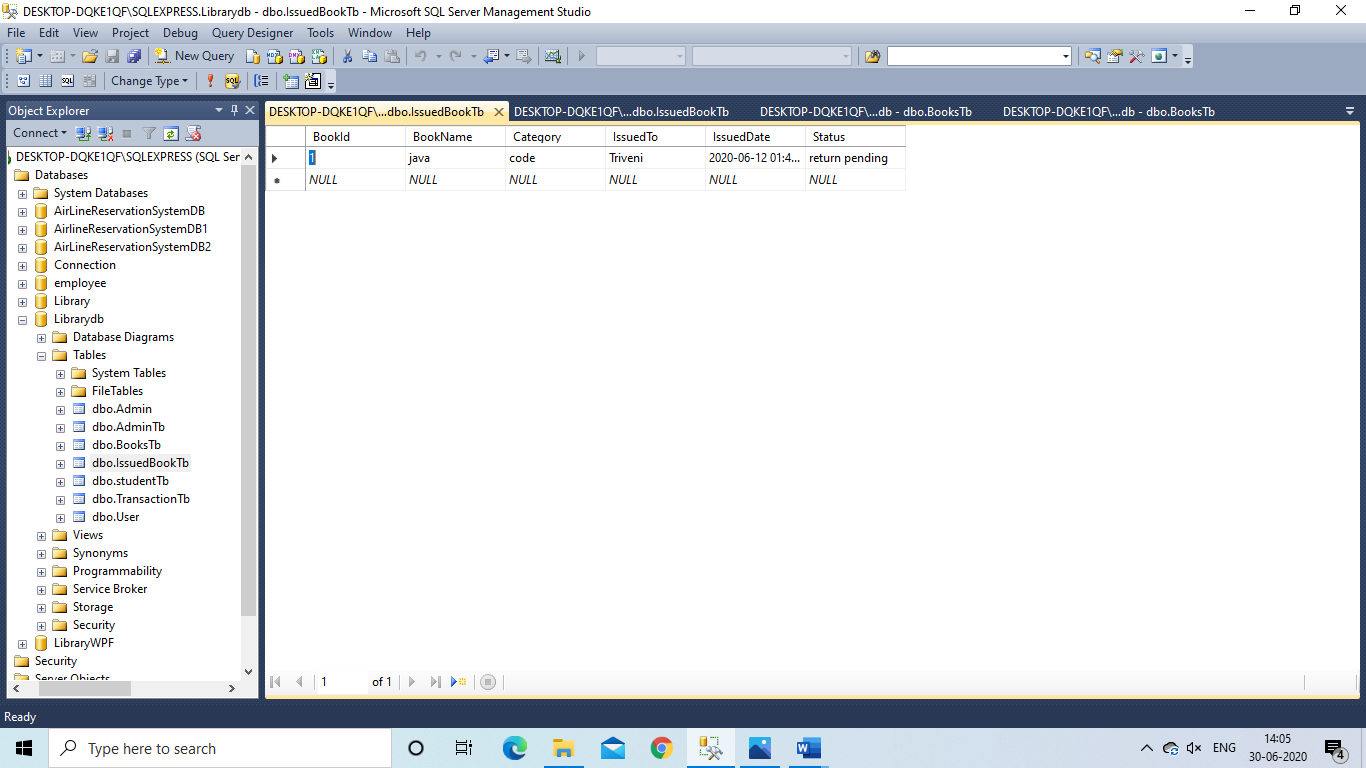 DESKTOP-DQKE1QF\SQLEXPRESS.Librarydb - dbo.IssuedBookTb - Microsoft SQL Server Management Studio
File Edit View Project Debug Query Designer Tools Window Help
New Query
Change Type
Object Explorer
Connect
DESKTOP-DQKE1QF\SQLEXPRESS (SQL Ser
Databases
System Databases
AirLineReservationSystemDB
AirlineReservationSystemDB1
AirLineReservationSystemDB2
Connection
employee
Library
Librarydb
Database Diagrams
Tables
System Tables
FileTables
dbo.Admin
dbo.AdminTb
dbo.BooksTb
dbo.IssuedBookTb
dbo.studentTb
dbo.TransactionTb
dbo.User
Views
Synonyms
Programmability
Service Broker
Storage
Security
LibraryWPF
Security
Server Objects
DESKTOP-DQKE1QF\...dbo.IssuedBookTb DESKTOP-DQKE1QF\...dbo.IssuedBookTb DESKTOP-DQKE1QF\...db - dbo.BooksTb DESKTOP-DQKE1QF\...db - dbo.BooksTb
BookId BookName Category IssuedTo IssuedDate Status
1 java code Triveni 2020-06-12 01:4... return pending
NULL NULL NULL NULL NULL NULL
1 of 1
Ready
Type here to search
ENG
14:05
30-06-2020
4